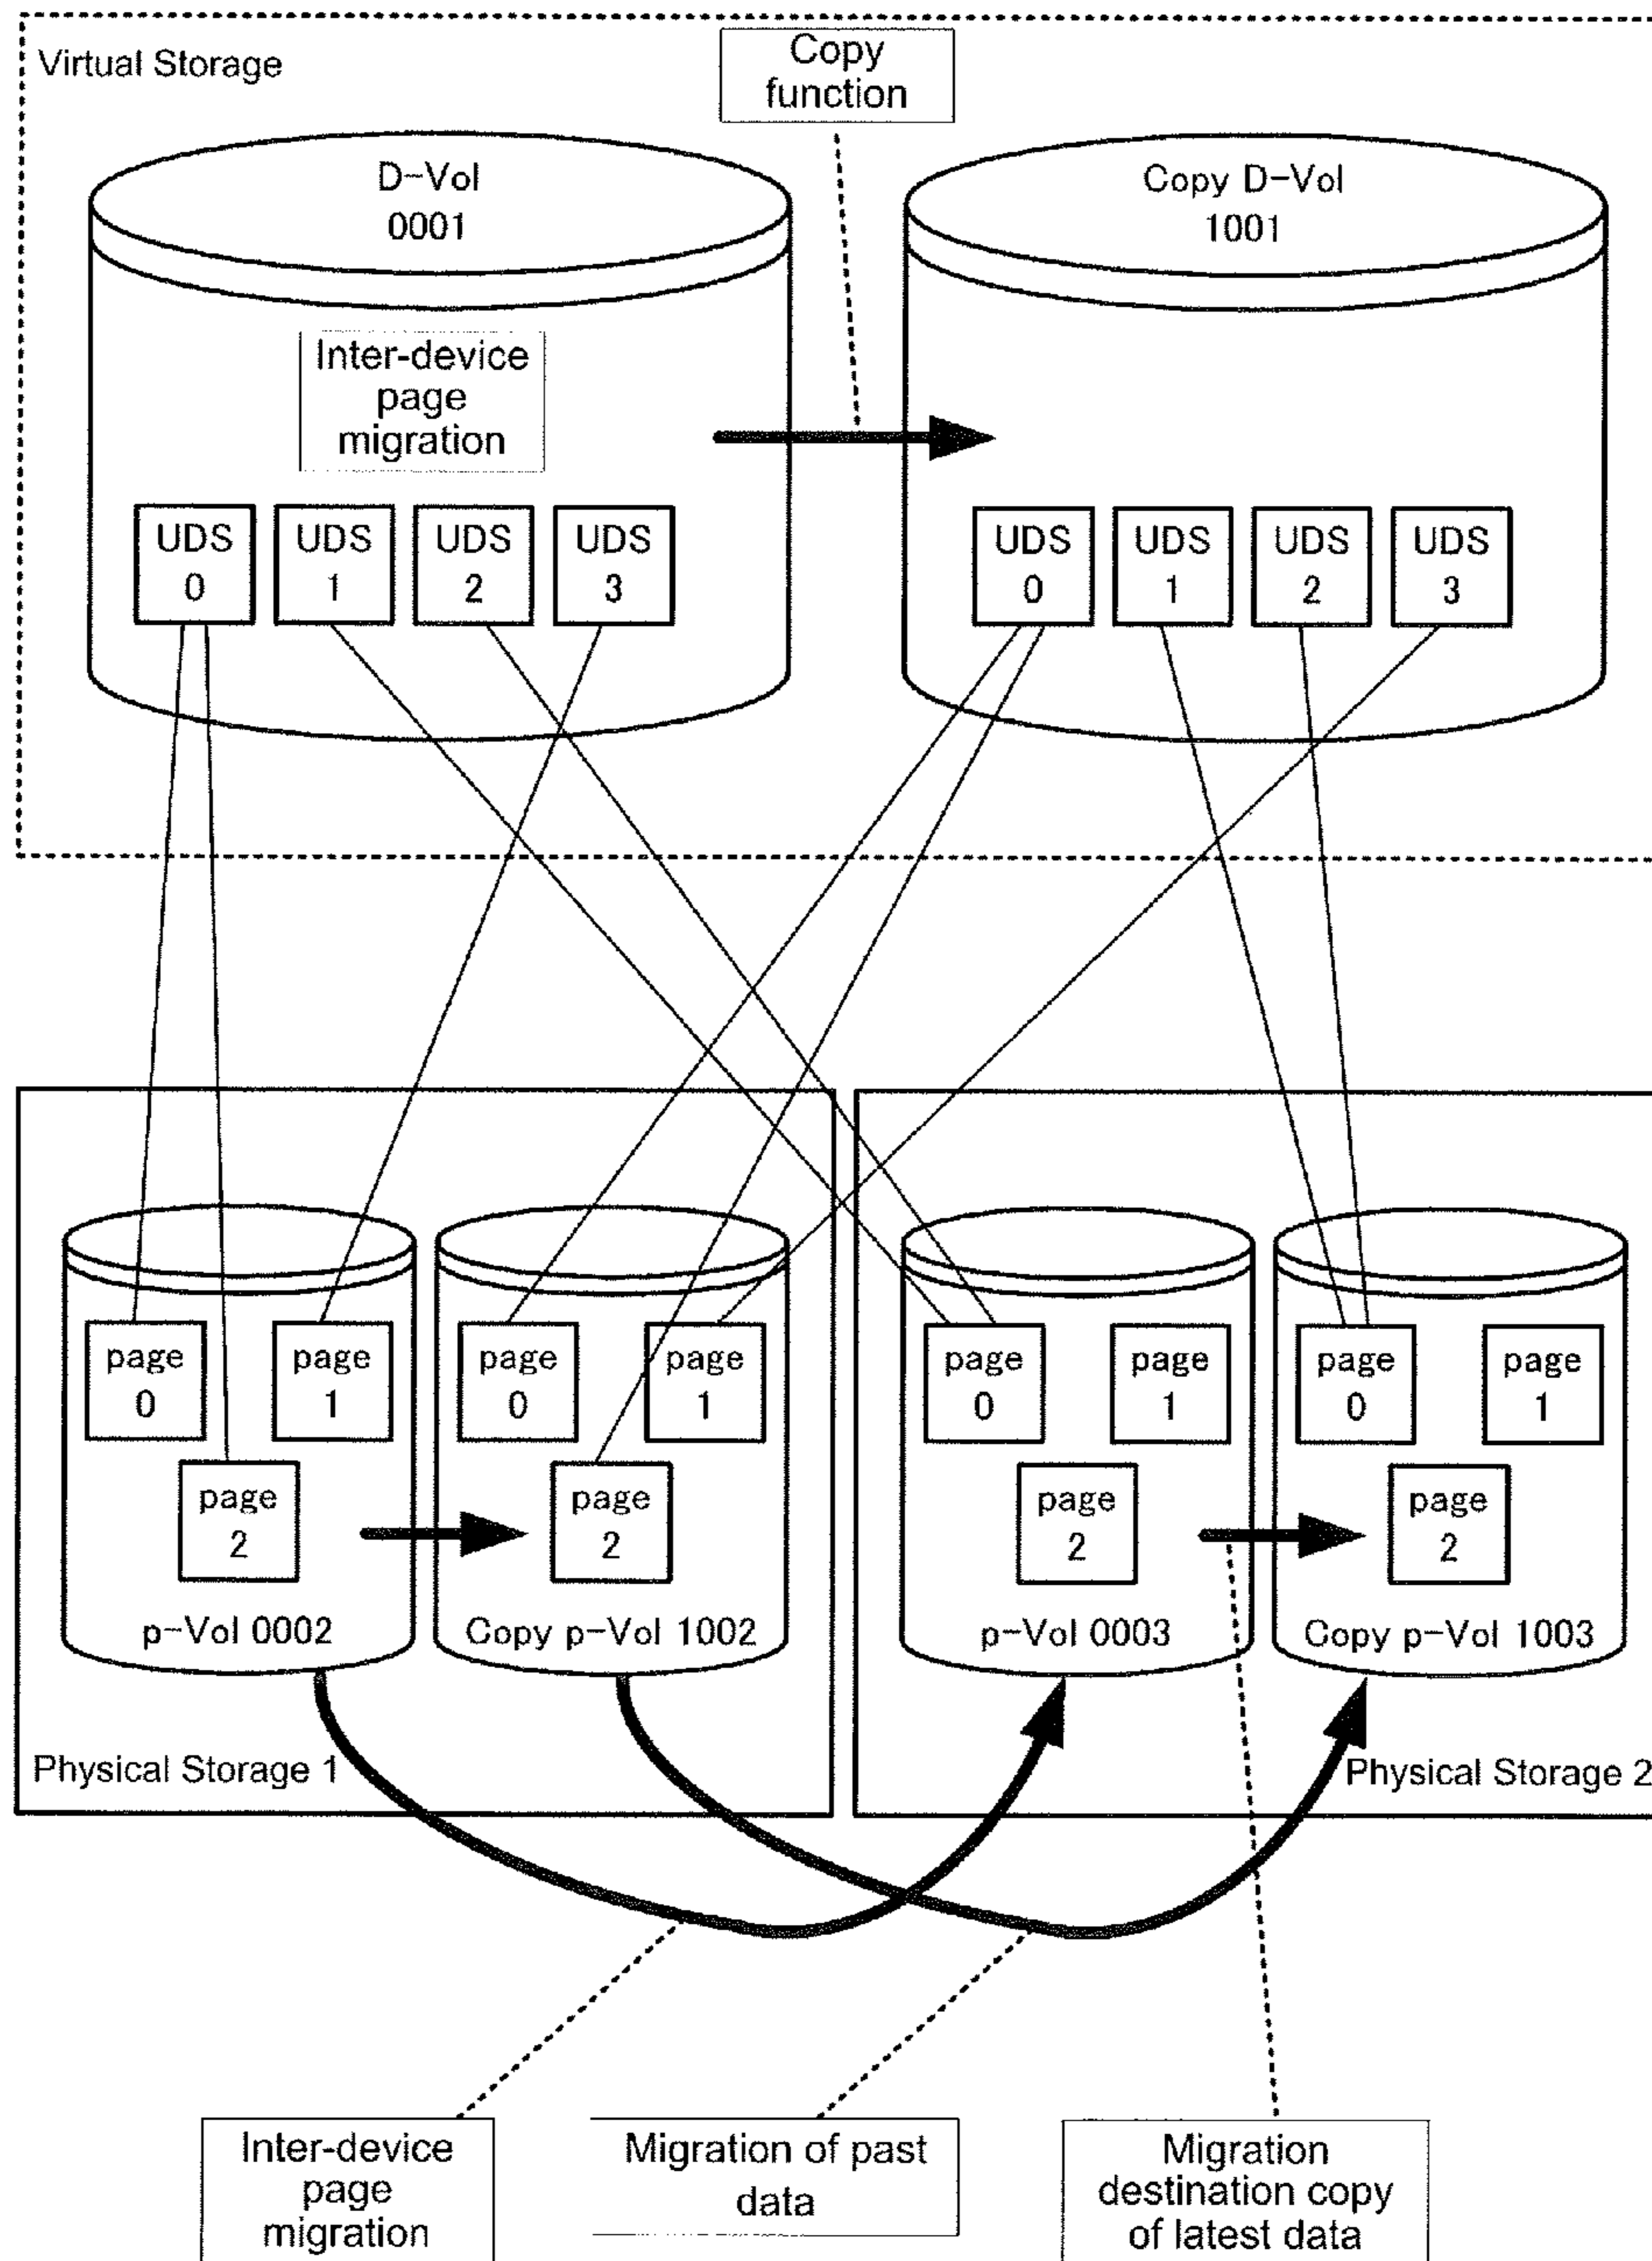 Virtual Storage
Copy
function
D-Vol
0001
Copy D-Vol
1001
Inter-device
page
migration
UDS
0
UDS
1
UDS
2
UDS
3
UDS
0
UDS
1
UDS
2
UDS
3
page
0
page
1
page
2
p-Vol 0002
page
0
page
1
page
2
Copy p-Vol 1002
Physical Storage 1
page
0
page
1
page
2
p-Vol 0003
page
0
page
1
page
2
Copy p-Vol 1003
Physical Storage 2
Inter-device
page
migration
Migration of past
data
Migration
destination copy
of latest data